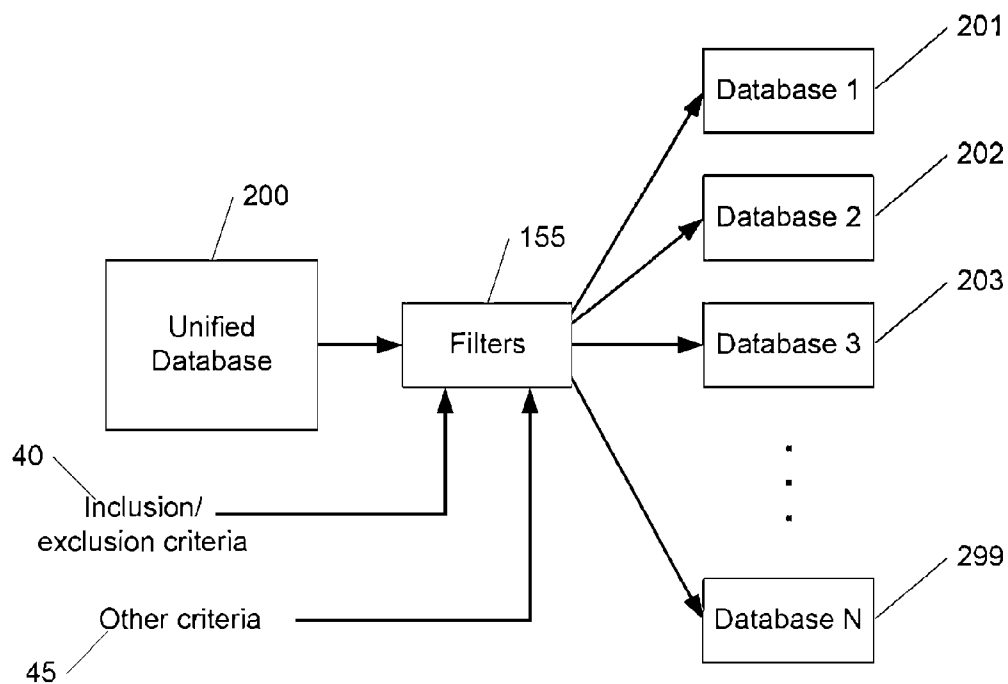 201
Database 1
202
Database 2
200
155
203
Unified
Database
Filters
Database 3
40
Inclusion/
exclusion criteria
299
Other criteria
Database N
45